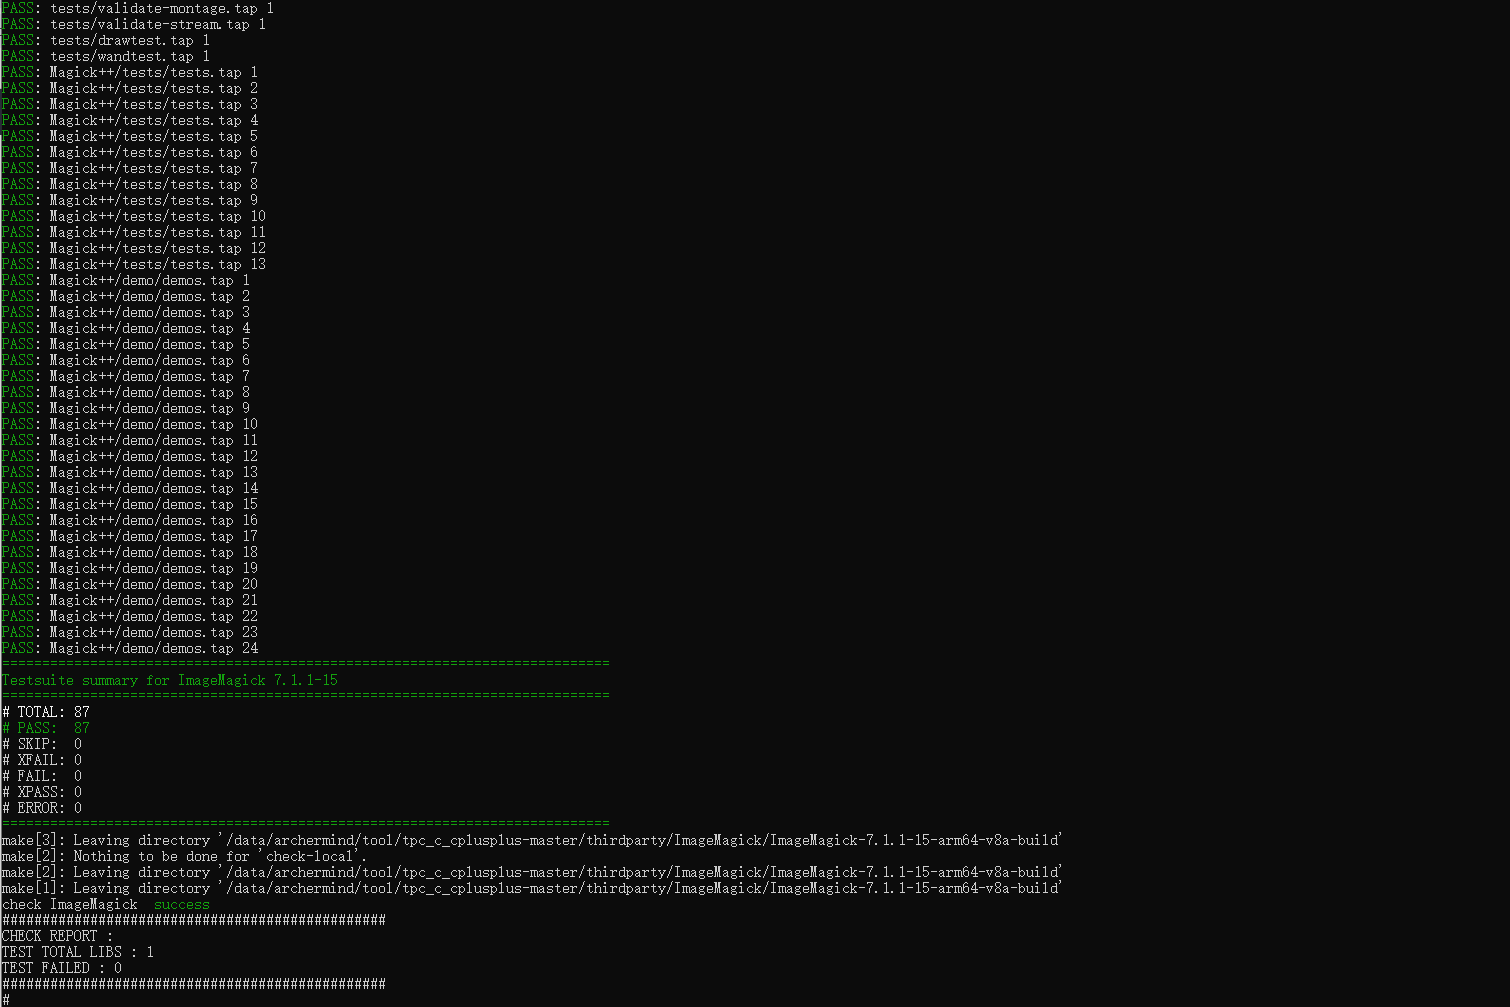 PASS: tests/validate-montage.tap 1
PASS: tests/validate-stream.tap 1
PASS: tests/drawtest.tap 1
PASS: tests/wandtest.tap 1
PASS: Magick++/tests/tests.tap 1
PASS: Magick++/tests/tests.tap 2
PASS: Magick++/tests/tests.tap 3
PASS: Magick++/tests/tests.tap 4
PASS: Magick++/tests/tests.tap 5
PASS: Magick++/tests/tests.tap 6
PASS: Magick++/tests/tests.tap 7
PASS: Magick++/tests/tests.tap 8
PASS: Magick++/tests/tests.tap 9
PASS: Magick++/tests/tests.tap 10
PASS: Magick++/tests/tests.tap 11
PASS: Magick++/tests/tests.tap 12
PASS: Magick++/tests/tests.tap 13
PASS: Magick++/demo/demos.tap 1
PASS: Magick++/demo/demos.tap 2
PASS: Magick++/demo/demos.tap 3
PASS: Magick++/demo/demos.tap 4
PASS: Magick++/demo/demos.tap 5
PASS: Magick++/demo/demos.tap 6
PASS: Magick++/demo/demos.tap 7
PASS: Magick++/demo/demos.tap 8
PASS: Magick++/demo/demos.tap 9
PASS: Magick++/demo/demos.tap 10
PASS: Magick++/demo/demos.tap 11
PASS: Magick++/demo/demos.tap 12
PASS: Magick++/demo/demos.tap 13
PASS: Magick++/demo/demos.tap 14
PASS: Magick++/demo/demos.tap 15
PASS: Magick++/demo/demos.tap 16
PASS: Magick++/demo/demos.tap 17
PASS: Magick++/demo/demos.tap 18
PASS: Magick++/demo/demos.tap 19
PASS: Magick++/demo/demos.tap 20
PASS: Magick++/demo/demos.tap 21
PASS: Magick++/demo/demos.tap 22
PASS: Magick++/demo/demos.tap 23
PASS: Magick++/demo/demos.tap 24
============================================================================
Testsuite summary for ImageMagick 7.1.1-15
============================================================================
# TOTAL: 87
# PASS:  87
# SKIP:  0
# XFAIL: 0
# FAIL:  0
# XPASS: 0
# ERROR: 0
============================================================================
make[3]: Leaving directory '/data/archermind/tool/tpc_c_cplusplus-master/thirdparty/ImageMagick/ImageMagick-7.1.1-15-arm64-v8a-build'
make[2]: Nothing to be done for 'check-local'.
make[2]: Leaving directory '/data/archermind/tool/tpc_c_cplusplus-master/thirdparty/ImageMagick/ImageMagick-7.1.1-15-arm64-v8a-build'
make[1]: Leaving directory '/data/archermind/tool/tpc_c_cplusplus-master/thirdparty/ImageMagick/ImageMagick-7.1.1-15-arm64-v8a-build'
check ImageMagick  success
################################################
CHECK REPORT :
TEST TOTAL LIBS : 1
TEST FAILED : 0
################################################
#